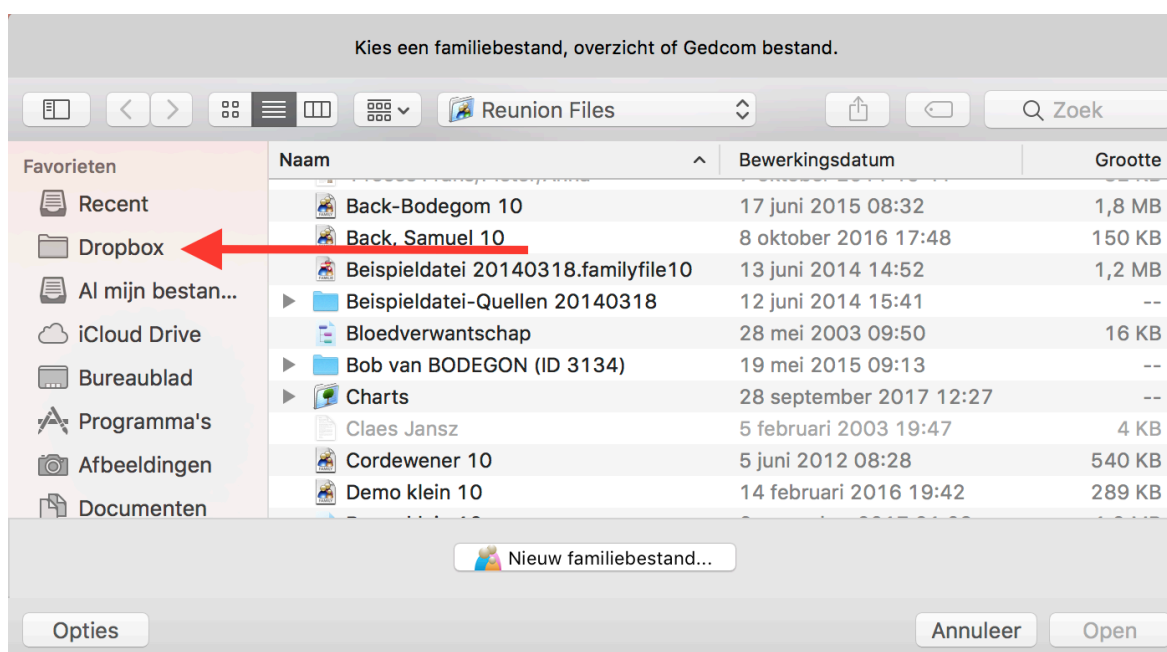 Kies een familiebestand, overzicht of Gedcom bestand.
Reunion Files
Zoek
Favorieten
Recent
Dropbox
Al mijn bestan...
iCloud Drive
Bureaublad
Programma's
Afbeeldingen
Documenten
Naam Bewerkingsdatum Grootte
Back-Bodegom 10 17 juni 2015 08:32 1,8 MB
Back, Samuel 10 8 oktober 2016 17:48 150 KB
Beispieldatei 20140318.familyfile10 13 juni 2014 14:52 1,2 MB
Beispieldatei-Quellen 20140318 12 juni 2014 15:41 --
Bloedverwantschap 28 mei 2003 09:50 16 KB
Bob van BODEGON (ID 3134) 19 mei 2015 09:13 --
Charts 28 september 2017 12:27 --
Claes Jansz 5 februari 2003 19:47 4 KB
Cordewener 10 5 juni 2012 08:28 540 KB
Demo klein 10 14 februari 2016 19:42 289 KB
Nieuw familiebestand...
Opties
Annuleer
Open